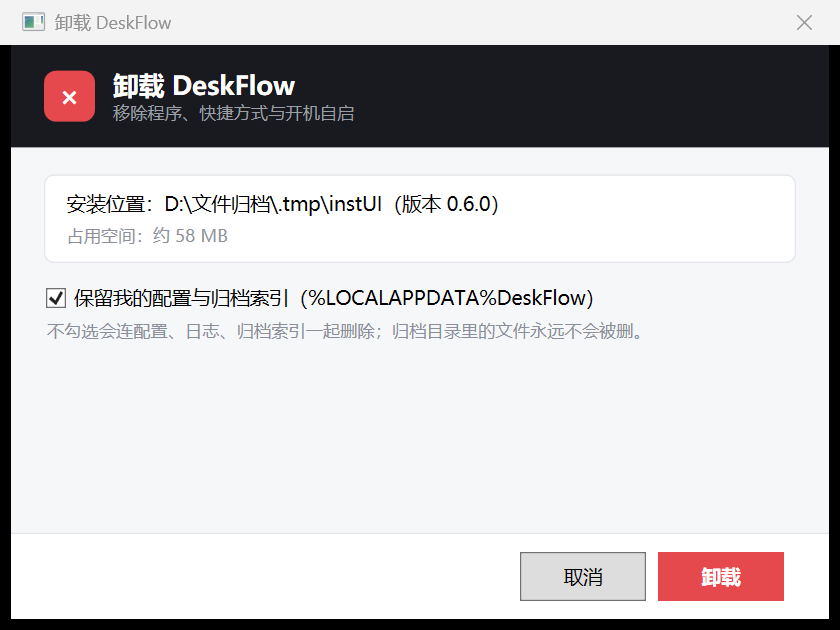 卸载 DeskFlow
卸载 DeskFlow
移除程序、快捷方式与开机自启
安装位置：D:\文件归档\.tmp\instUI（版本 0.6.0）
占用空间：约 58 MB
保留我的配置与归档索引（%LOCALAPPDATA%DeskFlow）
不勾选会连配置、日志、归档索引一起删除；归档目录里的文件永远不会被删。
取消
卸载